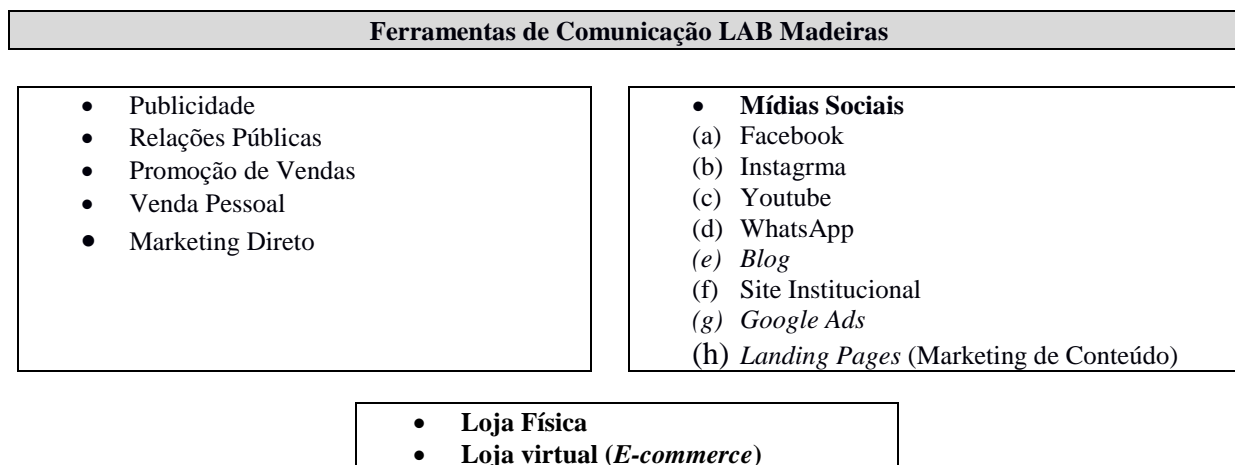 Ferramentas de Comunicação LAB Madeiras
• Publicidade
• Relações Públicas
• Promoção de Vendas
• Venda Pessoal
• Marketing Direto
• Mídias Sociais
(a) Facebook
(b) Instagrma
(c) Youtube
(d) WhatsApp
(e) Blog
(f) Site Institucional
(g) Google Ads
(h) Landing Pages (Marketing de Conteúdo)
• Loja Física
• Loja virtual (E-commerce)